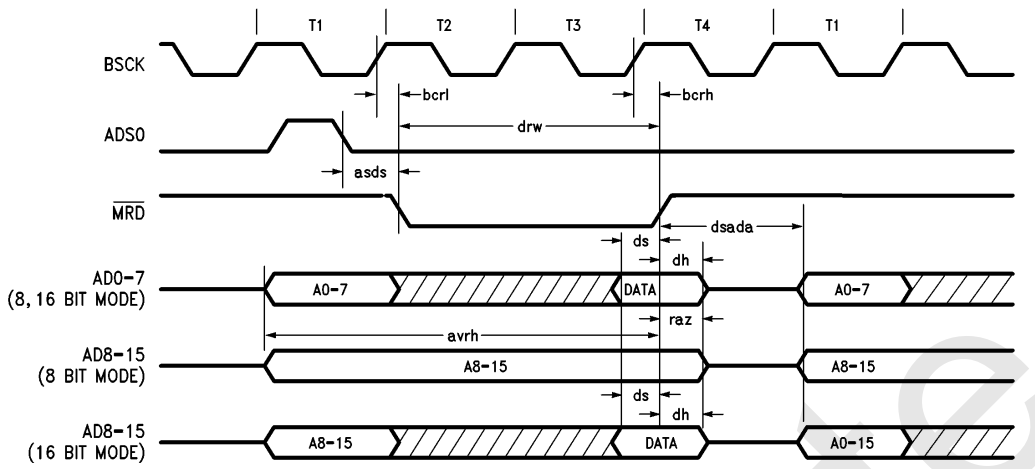 T1 T2 T3 T4 T1
BSCK
bcrl bcrh
ADS0 drw
asds
MRD
dsada
ds
AD0-7 dh
(8, 16 BIT MODE) A0-7 DATA A0-7
raz
avrh
AD8-15
(8 BIT MODE) A8-15 A8-15
ds
dh
AD8-15
(16 BIT MODE) A8-15 DATA A0-15